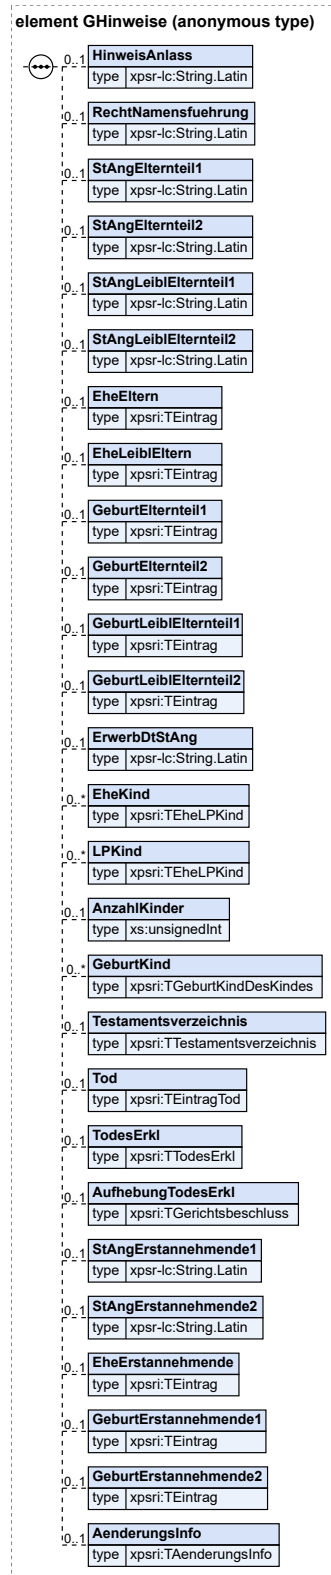 element GHinweise (anonymous type)
0..1 HinweisAnlass
type xpsr-lc:String.Latin
0..1 RechtNamensfuehrung
type xpsr-lc:String.Latin
0..1 StAngElternteil1
type xpsr-lc:String.Latin
0..1 StAngElternteil2
type xpsr-lc:String.Latin
0..1 StAngLeiblElternteil1
type xpsr-lc:String.Latin
0..1 StAngLeiblElternteil2
type xpsr-lc:String.Latin
0..1 EheEltern
type xpsri:TEintrag
0..1 EheLeiblEltern
type xpsri:TEintrag
0..1 GeburtElternteil1
type xpsri:TEintrag
0..1 GeburtElternteil2
type xpsri:TEintrag
0..1 GeburtLeiblElternteil1
type xpsri:TEintrag
0..1 GeburtLeiblElternteil2
type xpsri:TEintrag
0..1 ErwerbDtStAng
type xpsr-lc:String.Latin
0..* EheKind
type xpsri:TEheLPKind
0..* LPKind
type xpsri:TEheLPKind
0..1 AnzahlKinder
type xs:unsignedInt
0..* GeburtKind
type xpsri:TGeburtKindDesKindes
0..1 Testamentsverzeichnis
type xpsri:TTestamentsverzeichnis
0..1 Tod
type xpsri:TEintragTod
0..1 TodesErkl
type xpsri:TTodesErkl
0..1 AufhebungTodesErkl
type xpsri:TGerichtsbeschluss
0..1 StAngErstannehmende1
type xpsr-lc:String.Latin
0..1 StAngErstannehmende2
type xpsr-lc:String.Latin
0..1 EheErstannehmende
type xpsri:TEintrag
0..1 GeburtErstannehmende1
type xpsri:TEintrag
0..1 GeburtErstannehmende2
type xpsri:TEintrag
0..1 AenderungsInfo
type xpsri:TAenderungsInfo